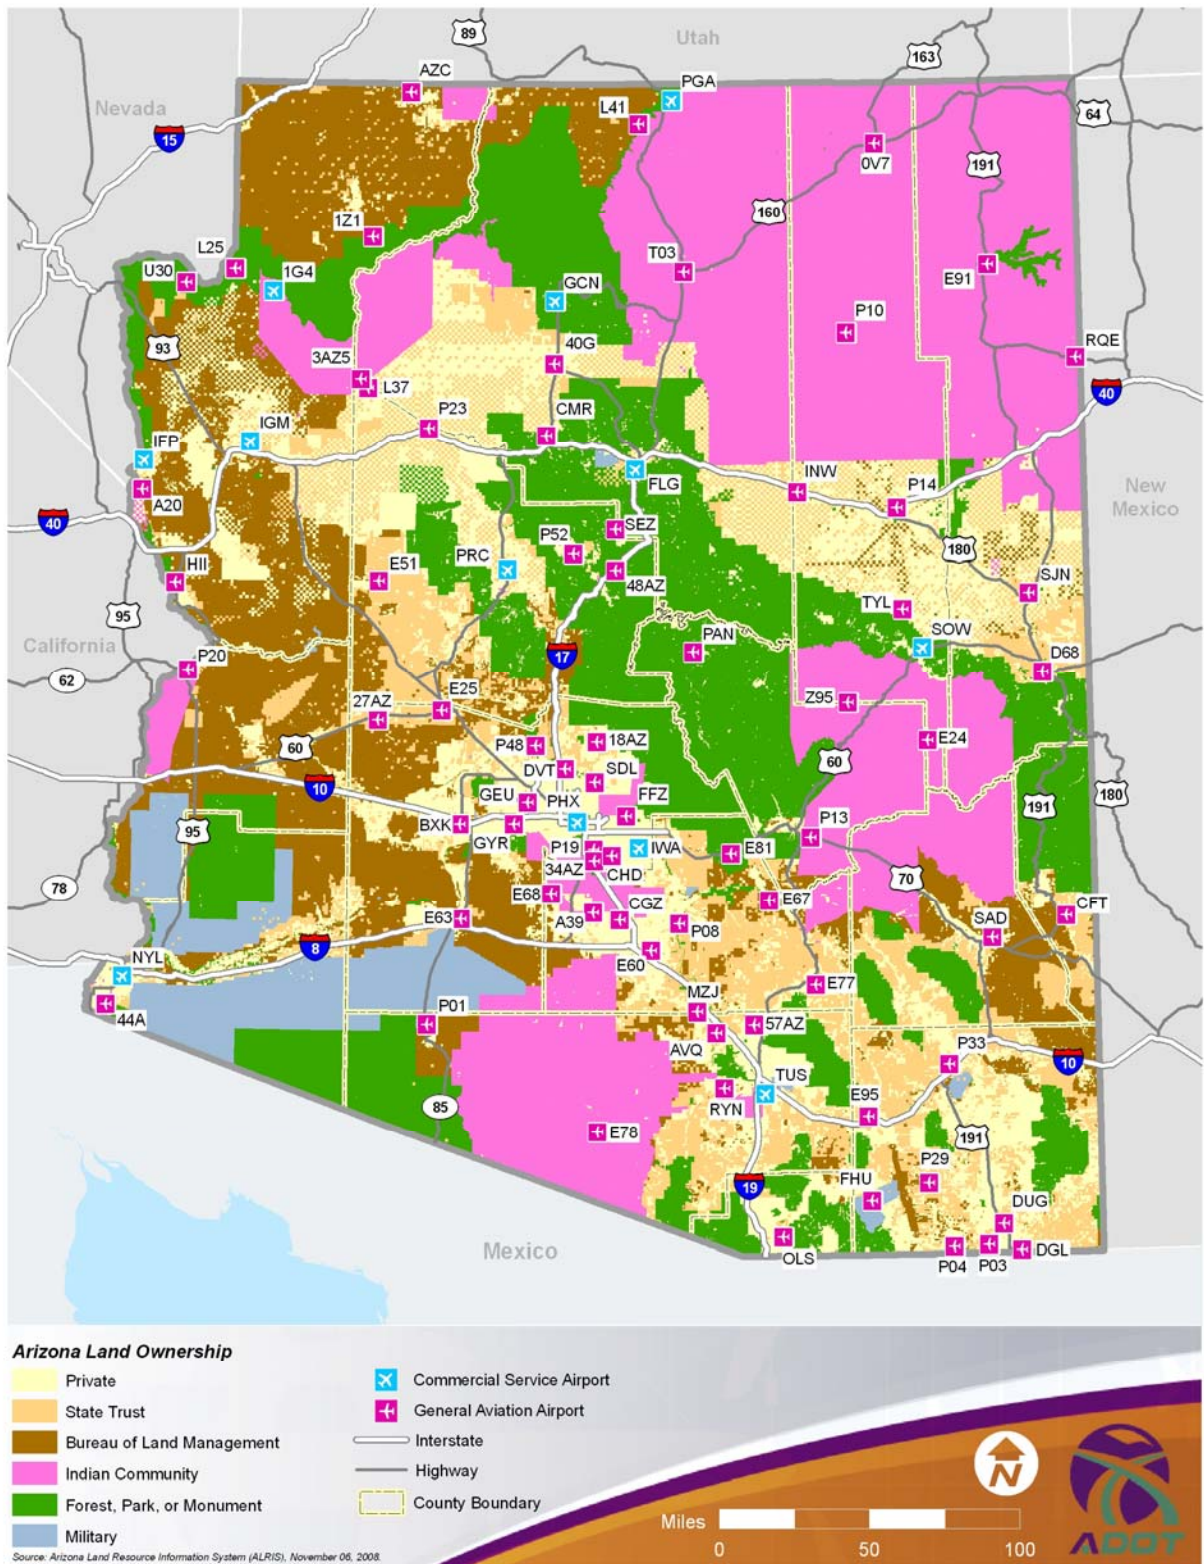 89
Utah
163
AZC
PGA
Nevada
L41
64
15
0V7
191
160
1Z1
L25
T03
U30
1G4
GCN
E91
P10
93
40G
RQE
3AZ5
L37
40
CMR
P23
IGM
IFP
FLG
INW
P14
New
Mexico
A20
40
SEZ
P52
180
PRC
E51
48AZ
HII
SJN
TYL
95
SOW
PAN
California
17
D68
P20
62
Z95
27AZ
E25
E24
P48
18AZ
60
DVT
SDL
60
10
GEU
PHX
FFZ
180
191
BXK
GYR
P13
95
P19
IWA
E81
34AZ
CHD
70
78
E68
E67
CFT
A39
CGZ
E63
P08
SAD
8
NYL
E60
E77
MZJ
44A
P01
57AZ
AVQ
P33
10
TUS
RYN
E95
85
E78
191
P29
19
FHU
DUG
Mexico
OLS
P04
P03
DGL
Arizona Land Ownership
Private
State Trust
Bureau of Land Management
Indian Community
Forest, Park, or Monument
Military
Commercial Service Airport
General Aviation Airport
Interstate
Highway
County Boundary
N
Miles
0
50
100
ADOT
Source: Arizona Land Resource Information System (ALRIS), November 06, 2008.